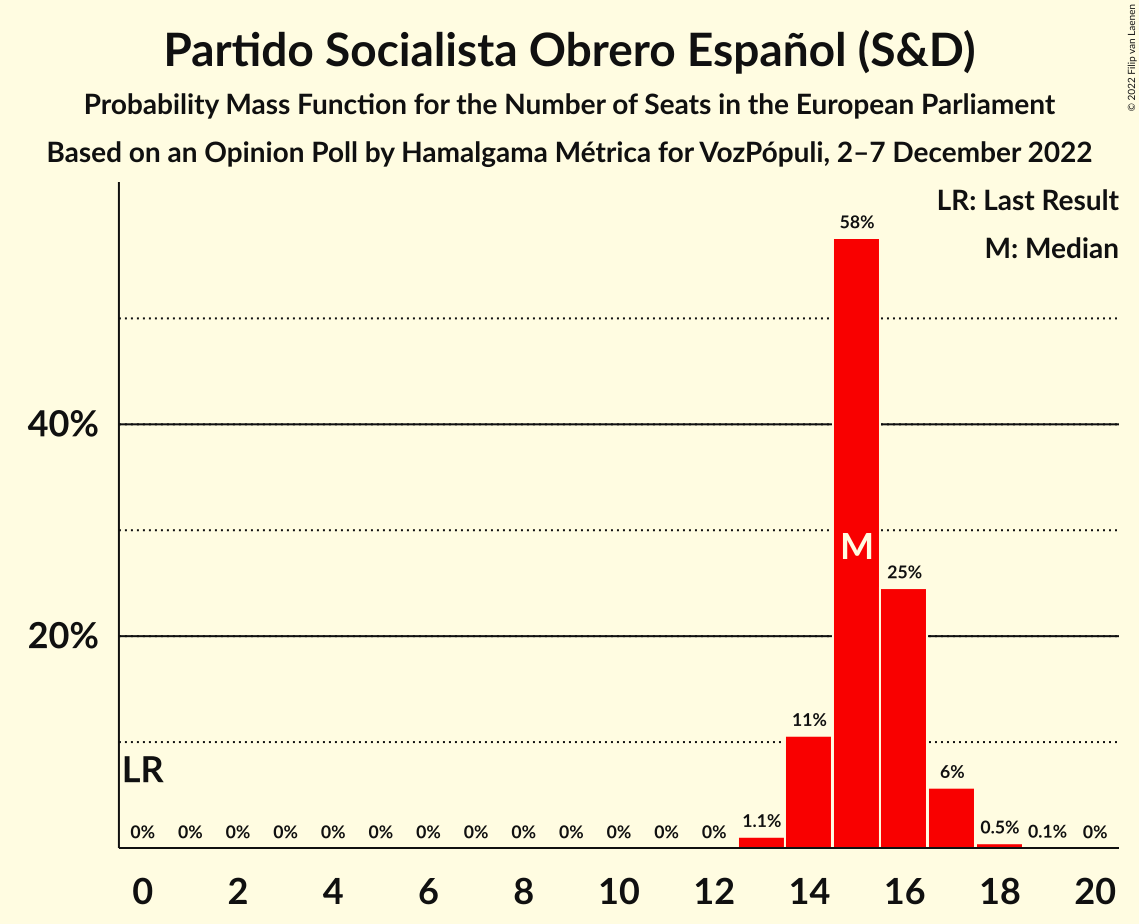 Partido Socialista Obrero Español (S&D)
Probability Mass Function for the Number of Seats in the European Parliament
Based on an Opinion Poll by Hamalgama Métrica for VozPópuli, 2–7 December 2022
© 2022 Filip van Laenen
LR: Last Result
M: Median
58%
40%
M
25%
20%
11%
LR
6%
0% 0% 0% 0% 0% 0% 0% 0% 0% 0% 0% 0% 0% 1.1% 0.5% 0.1% 0%
0 2 4 6 8 10 12 14 16 18 20